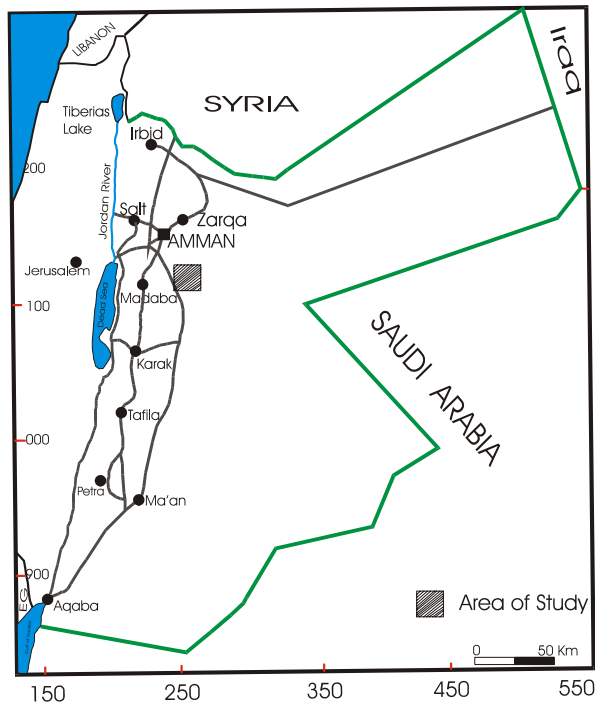 LIBANON
Iraq
SYRIA
Tiberias
Lake
Irbid
200
Jordan River
Salt
Zarqa
AMMAN
Jerusalem
Madaba
Dead Sea
100
SAUDI ARABIA
Karak
Tafila
000
Petra
Ma'an
900
EG.
Aqaba
Area of Study
0 50 Km
150 250 350 450 550